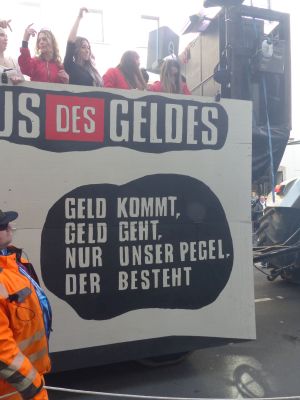 US DES GELDES
GELD KOMMT,
GELD GEHT,
NUR UNSER PEGEL,
DER BESTEHT